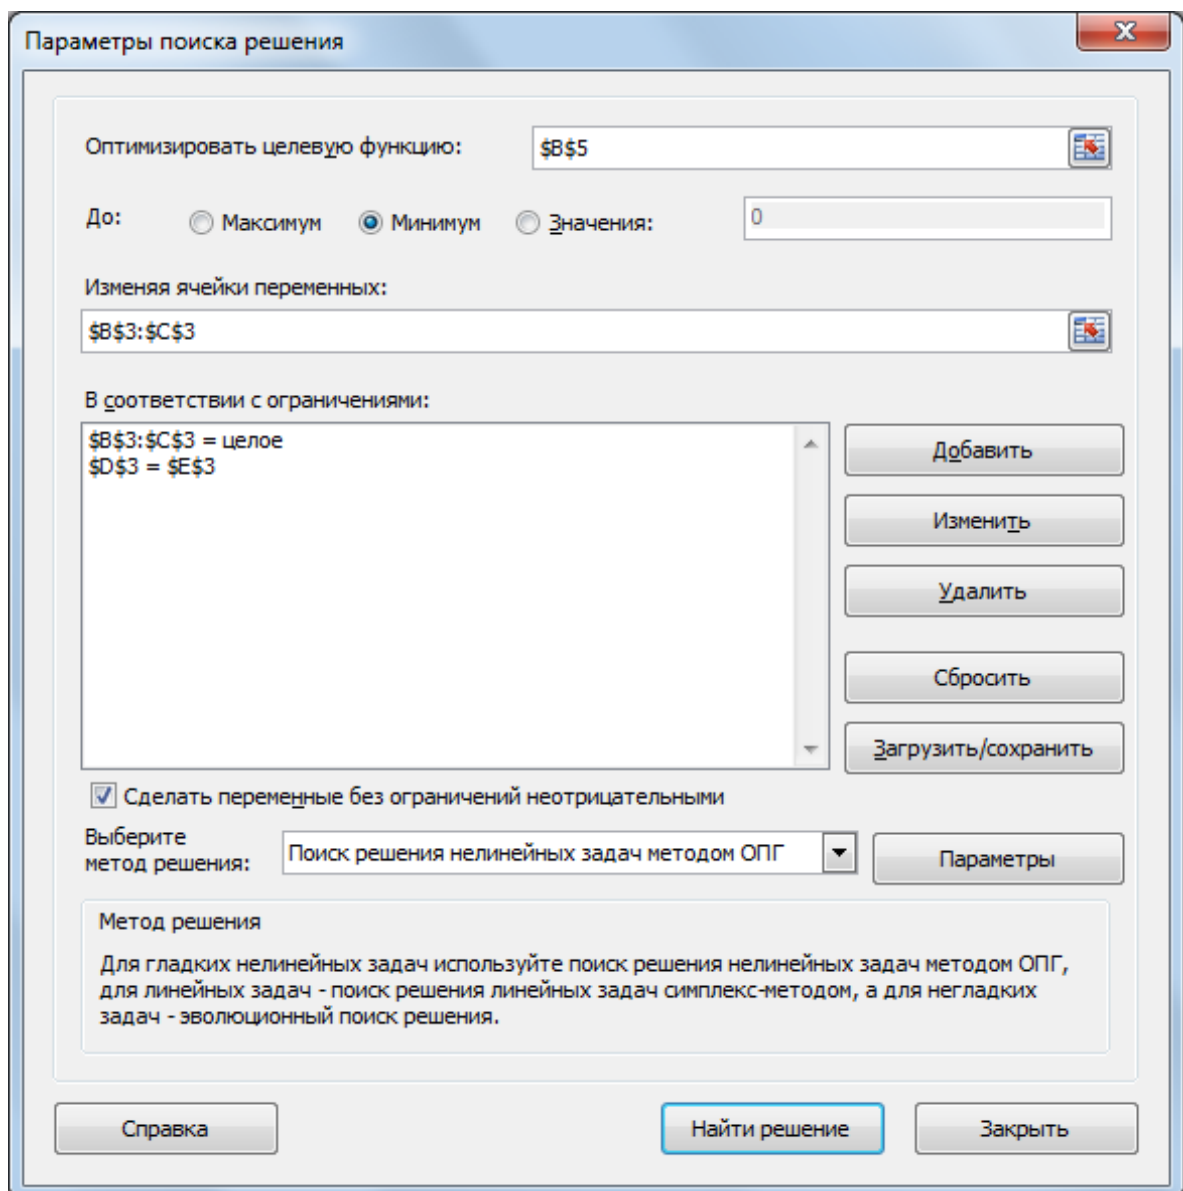 Параметры поиска решения
Оптимизировать целевую функцию:
$B$5
До:
Максимум
Минимум
Значения:
0
Изменяя ячейки переменных:
$B$3:$C$3
В соответствии с ограничениями:
$B$3:$C$3 = целое
$D$3 = $E$3
Добавить
Изменить
Удалить
Сбросить
Загрузить/сохранить
Сделать переменные без ограничений неотрицательными
Выберите
метод решения:
Поиск решения нелинейных задач методом ОПГ
Параметры
Метод решения
Для гладких нелинейных задач используйте поиск решения нелинейных задач методом ОПГ,
для линейных задач - поиск решения линейных задач симплекс-методом, а для негладких
задач - эволюционный поиск решения.
Справка
Найти решение
Закрыть